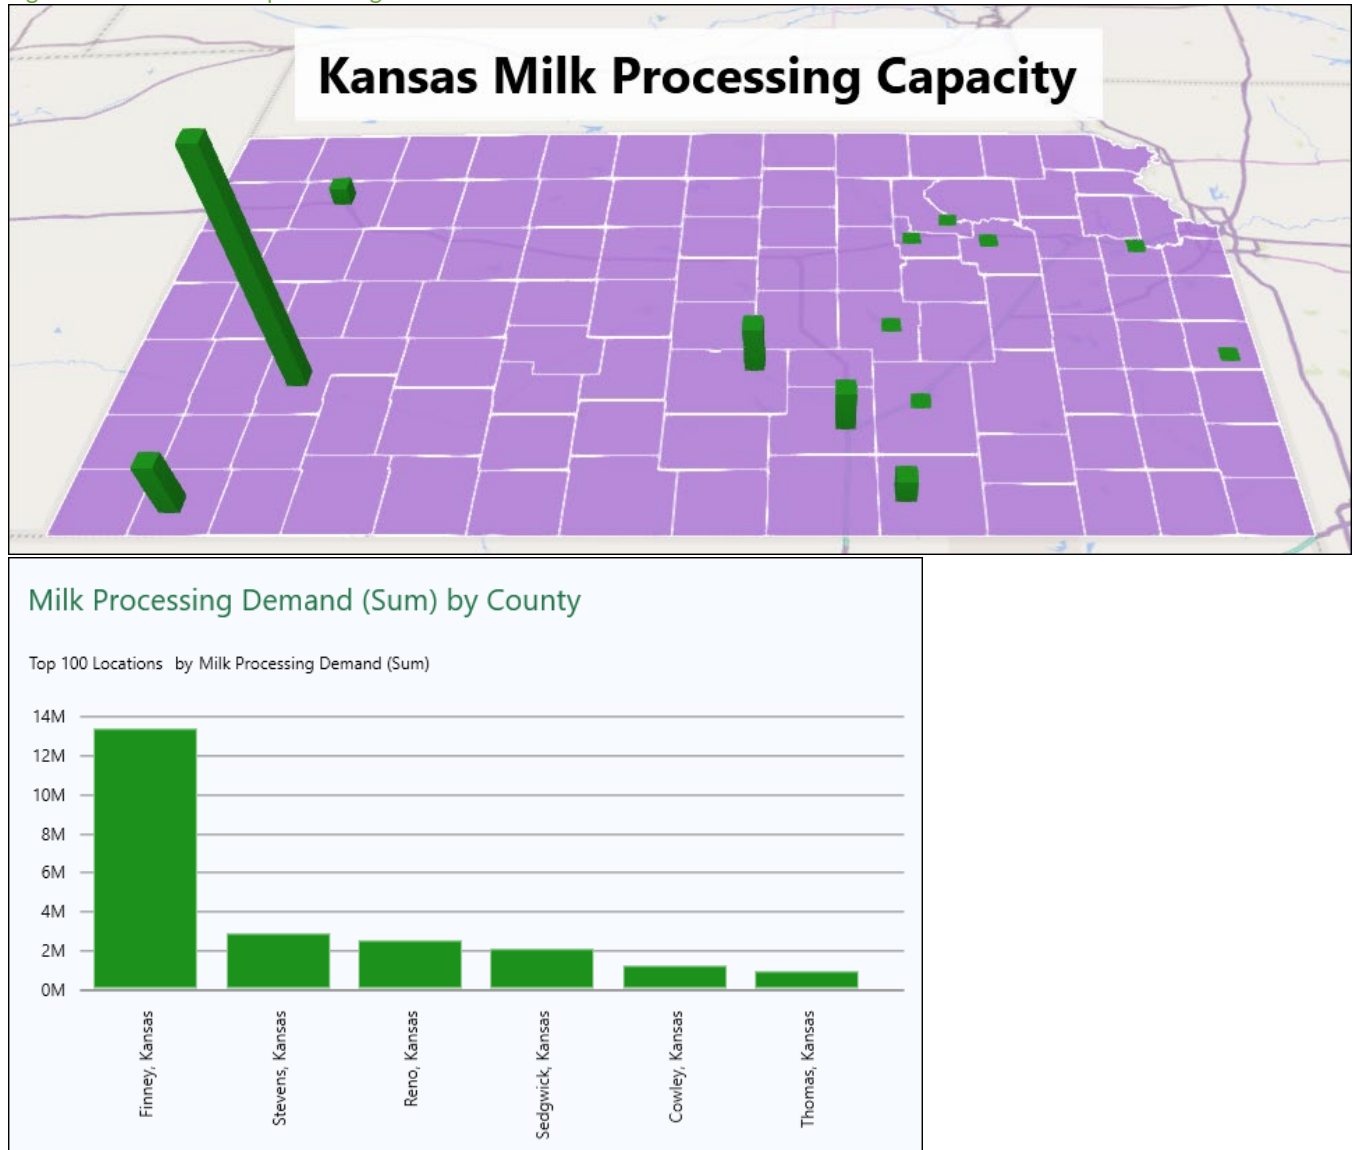 Kansas Milk Processing Capacity
Milk Processing Demand (Sum) by County
Top 100 Locations by Milk Processing Demand (Sum)
14M
12M
10M
8M
6M
4M
2M
0M
Finney, Kansas
Stevens, Kansas
Reno, Kansas
Sedgwick, Kansas
Cowley, Kansas
Thomas, Kansas